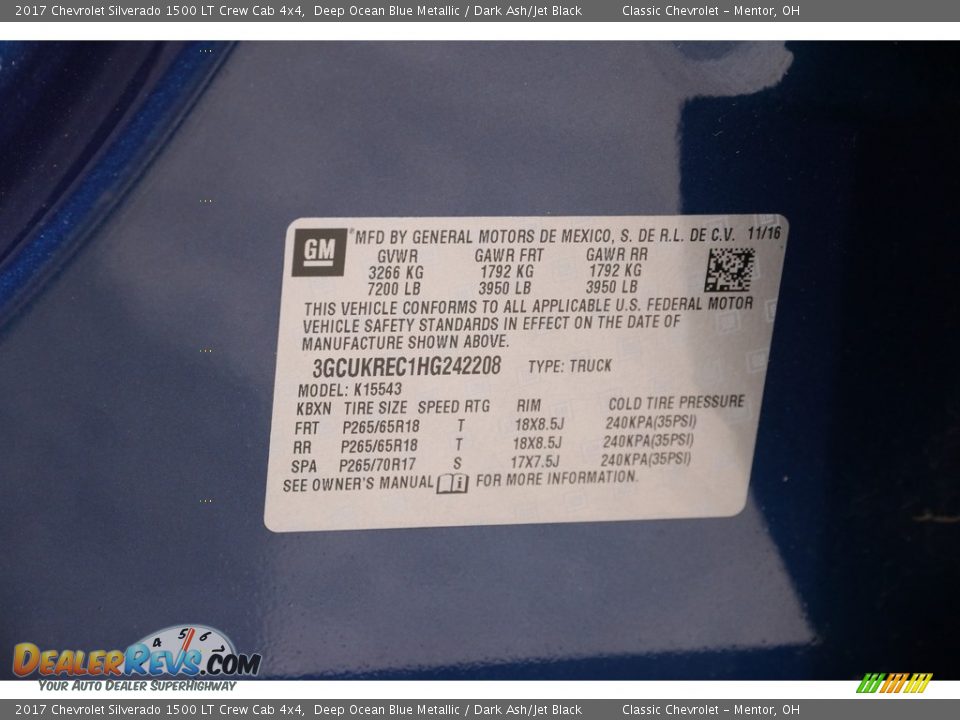 2017 Chevrolet Silverado 1500 LT Crew Cab 4x4, Deep Ocean Blue Metallic / Dark Ash/Jet Black Classic Chevrolet – Mentor, OH
GM ® MFD BY GENERAL MOTORS DE MEXICO, S. DE R.L. DE C.V. 11/16
GVWR GAWR FRT GAWR RR
3266 KG 1792 KG 1792 KG
7200 LB 3950 LB 3950 LB
THIS VEHICLE CONFORMS TO ALL APPLICABLE U.S. FEDERAL MOTOR
VEHICLE SAFETY STANDARDS IN EFFECT ON THE DATE OF
MANUFACTURE SHOWN ABOVE.
3GCUKREC1HG242208 TYPE: TRUCK
MODEL: K15543
KBXN TIRE SIZE SPEED RTG RIM COLD TIRE PRESSURE
FRT P265/65R18 T 18X8.5J 240KPA(35PSI)
RR P265/65R18 T 18X8.5J 240KPA(35PSI)
SPA P265/70R17 S 17X7.5J 240KPA(35PSI)
SEE OWNER'S MANUAL i FOR MORE INFORMATION.
4 5 6
DealerRevs.com
Your Auto Dealer SuperHighway
2017 Chevrolet Silverado 1500 LT Crew Cab 4x4, Deep Ocean Blue Metallic / Dark Ash/Jet Black Classic Chevrolet – Mentor, OH